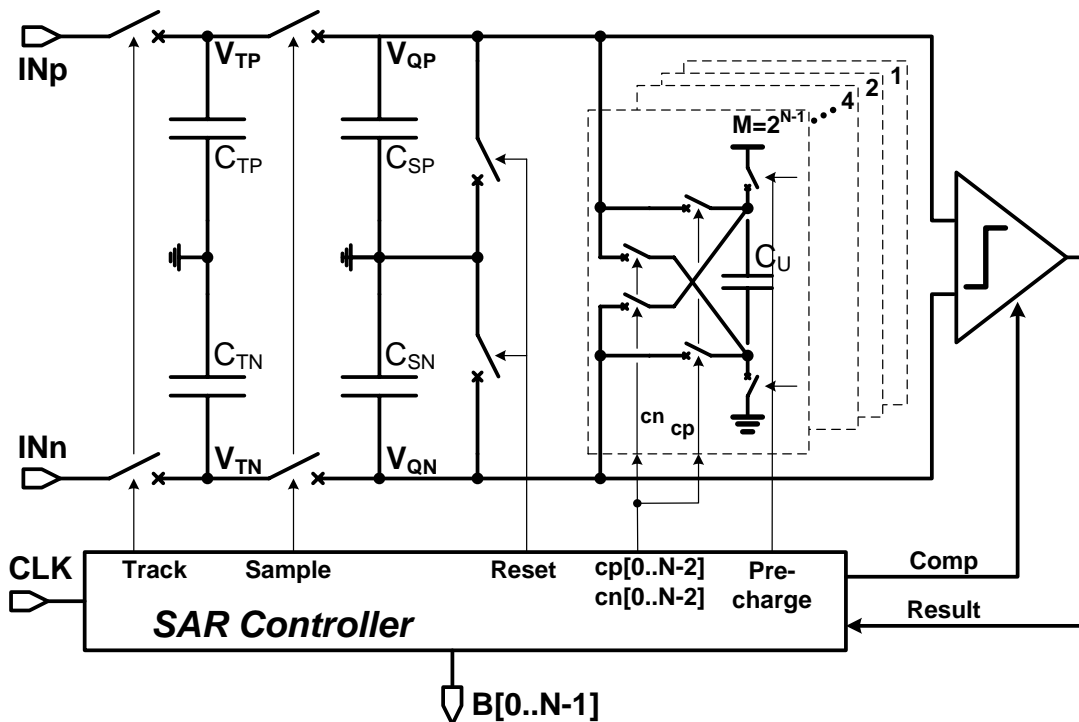 INp
V_TP
V_QP
1
2
4
M=2^{N-1}
C_TP
C_SP
C_U
C_TN
C_SN
cn
cp
INn
V_TN
V_QN
CLK
Track
Sample
Reset
cp[0..N-2]
cn[0..N-2]
Pre-
charge
Comp
Result
SAR Controller
B[0..N-1]